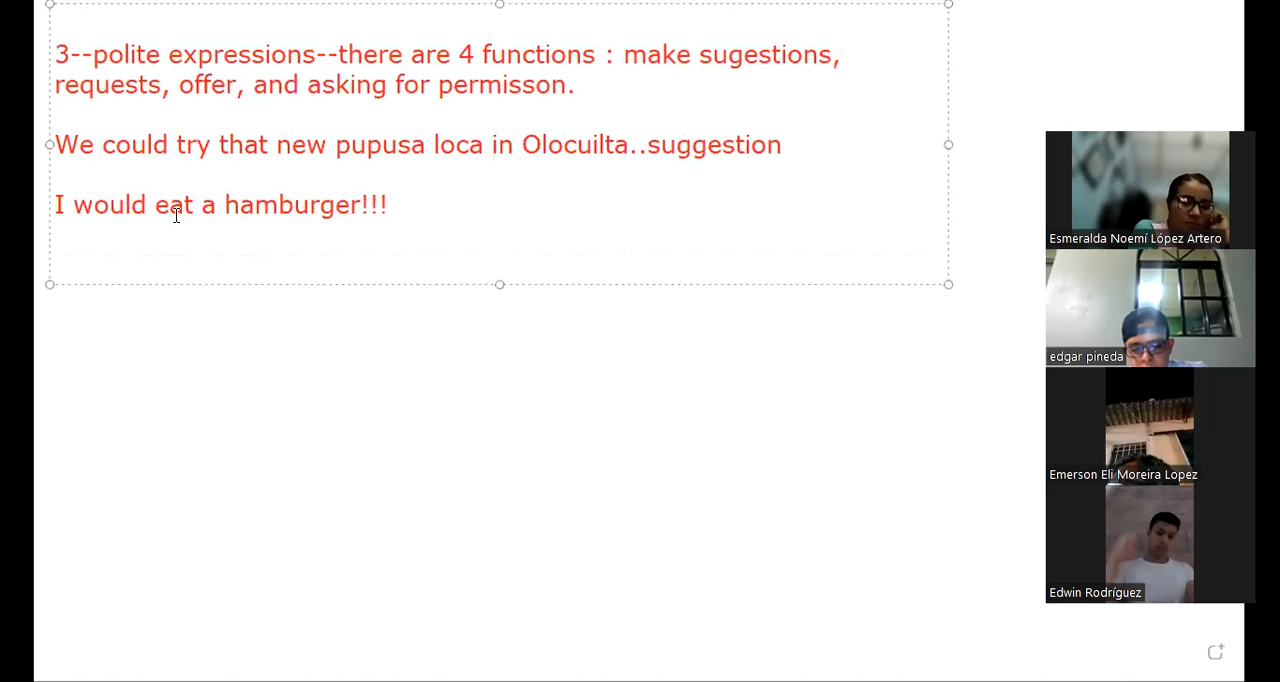 3--polite expressions--there are 4 functions : make sugestions,
requests, offer, and asking for permisson.
We could try that new pupusa loca in Olocuilta..suggestion
I would eat a hamburger!!!
Esmeralda Noemí López Artero
edgar pineda
Emerson Eli Moreira Lopez
Edwin Rodríguez